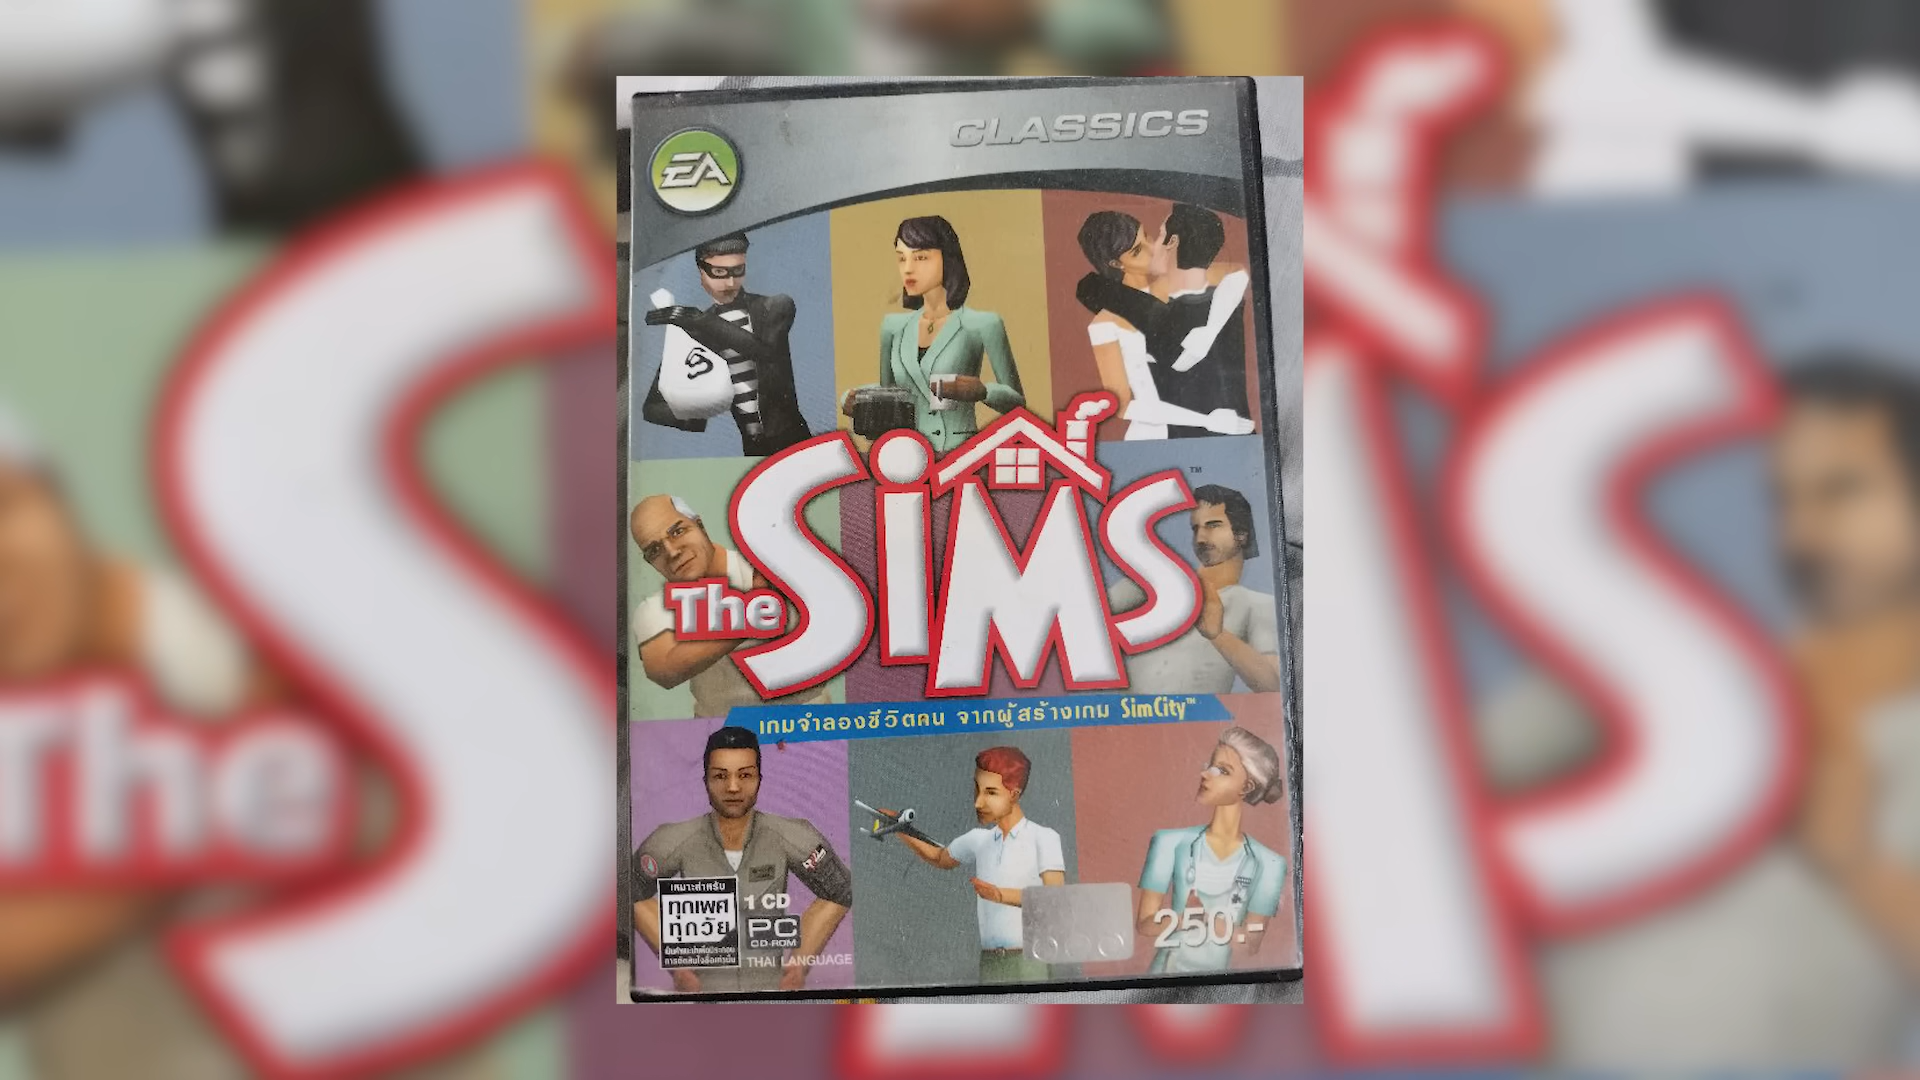 CLASSICS
EA
The SiMS
TM
เกมจำลองชีวิตคน จากผู้สร้างเกม SimCity™
เหมาะสำหรับ
ทุกเพศ
ทุกวัย
1 CD
PC
CD-ROM
THAI LANGUAGE
250.-